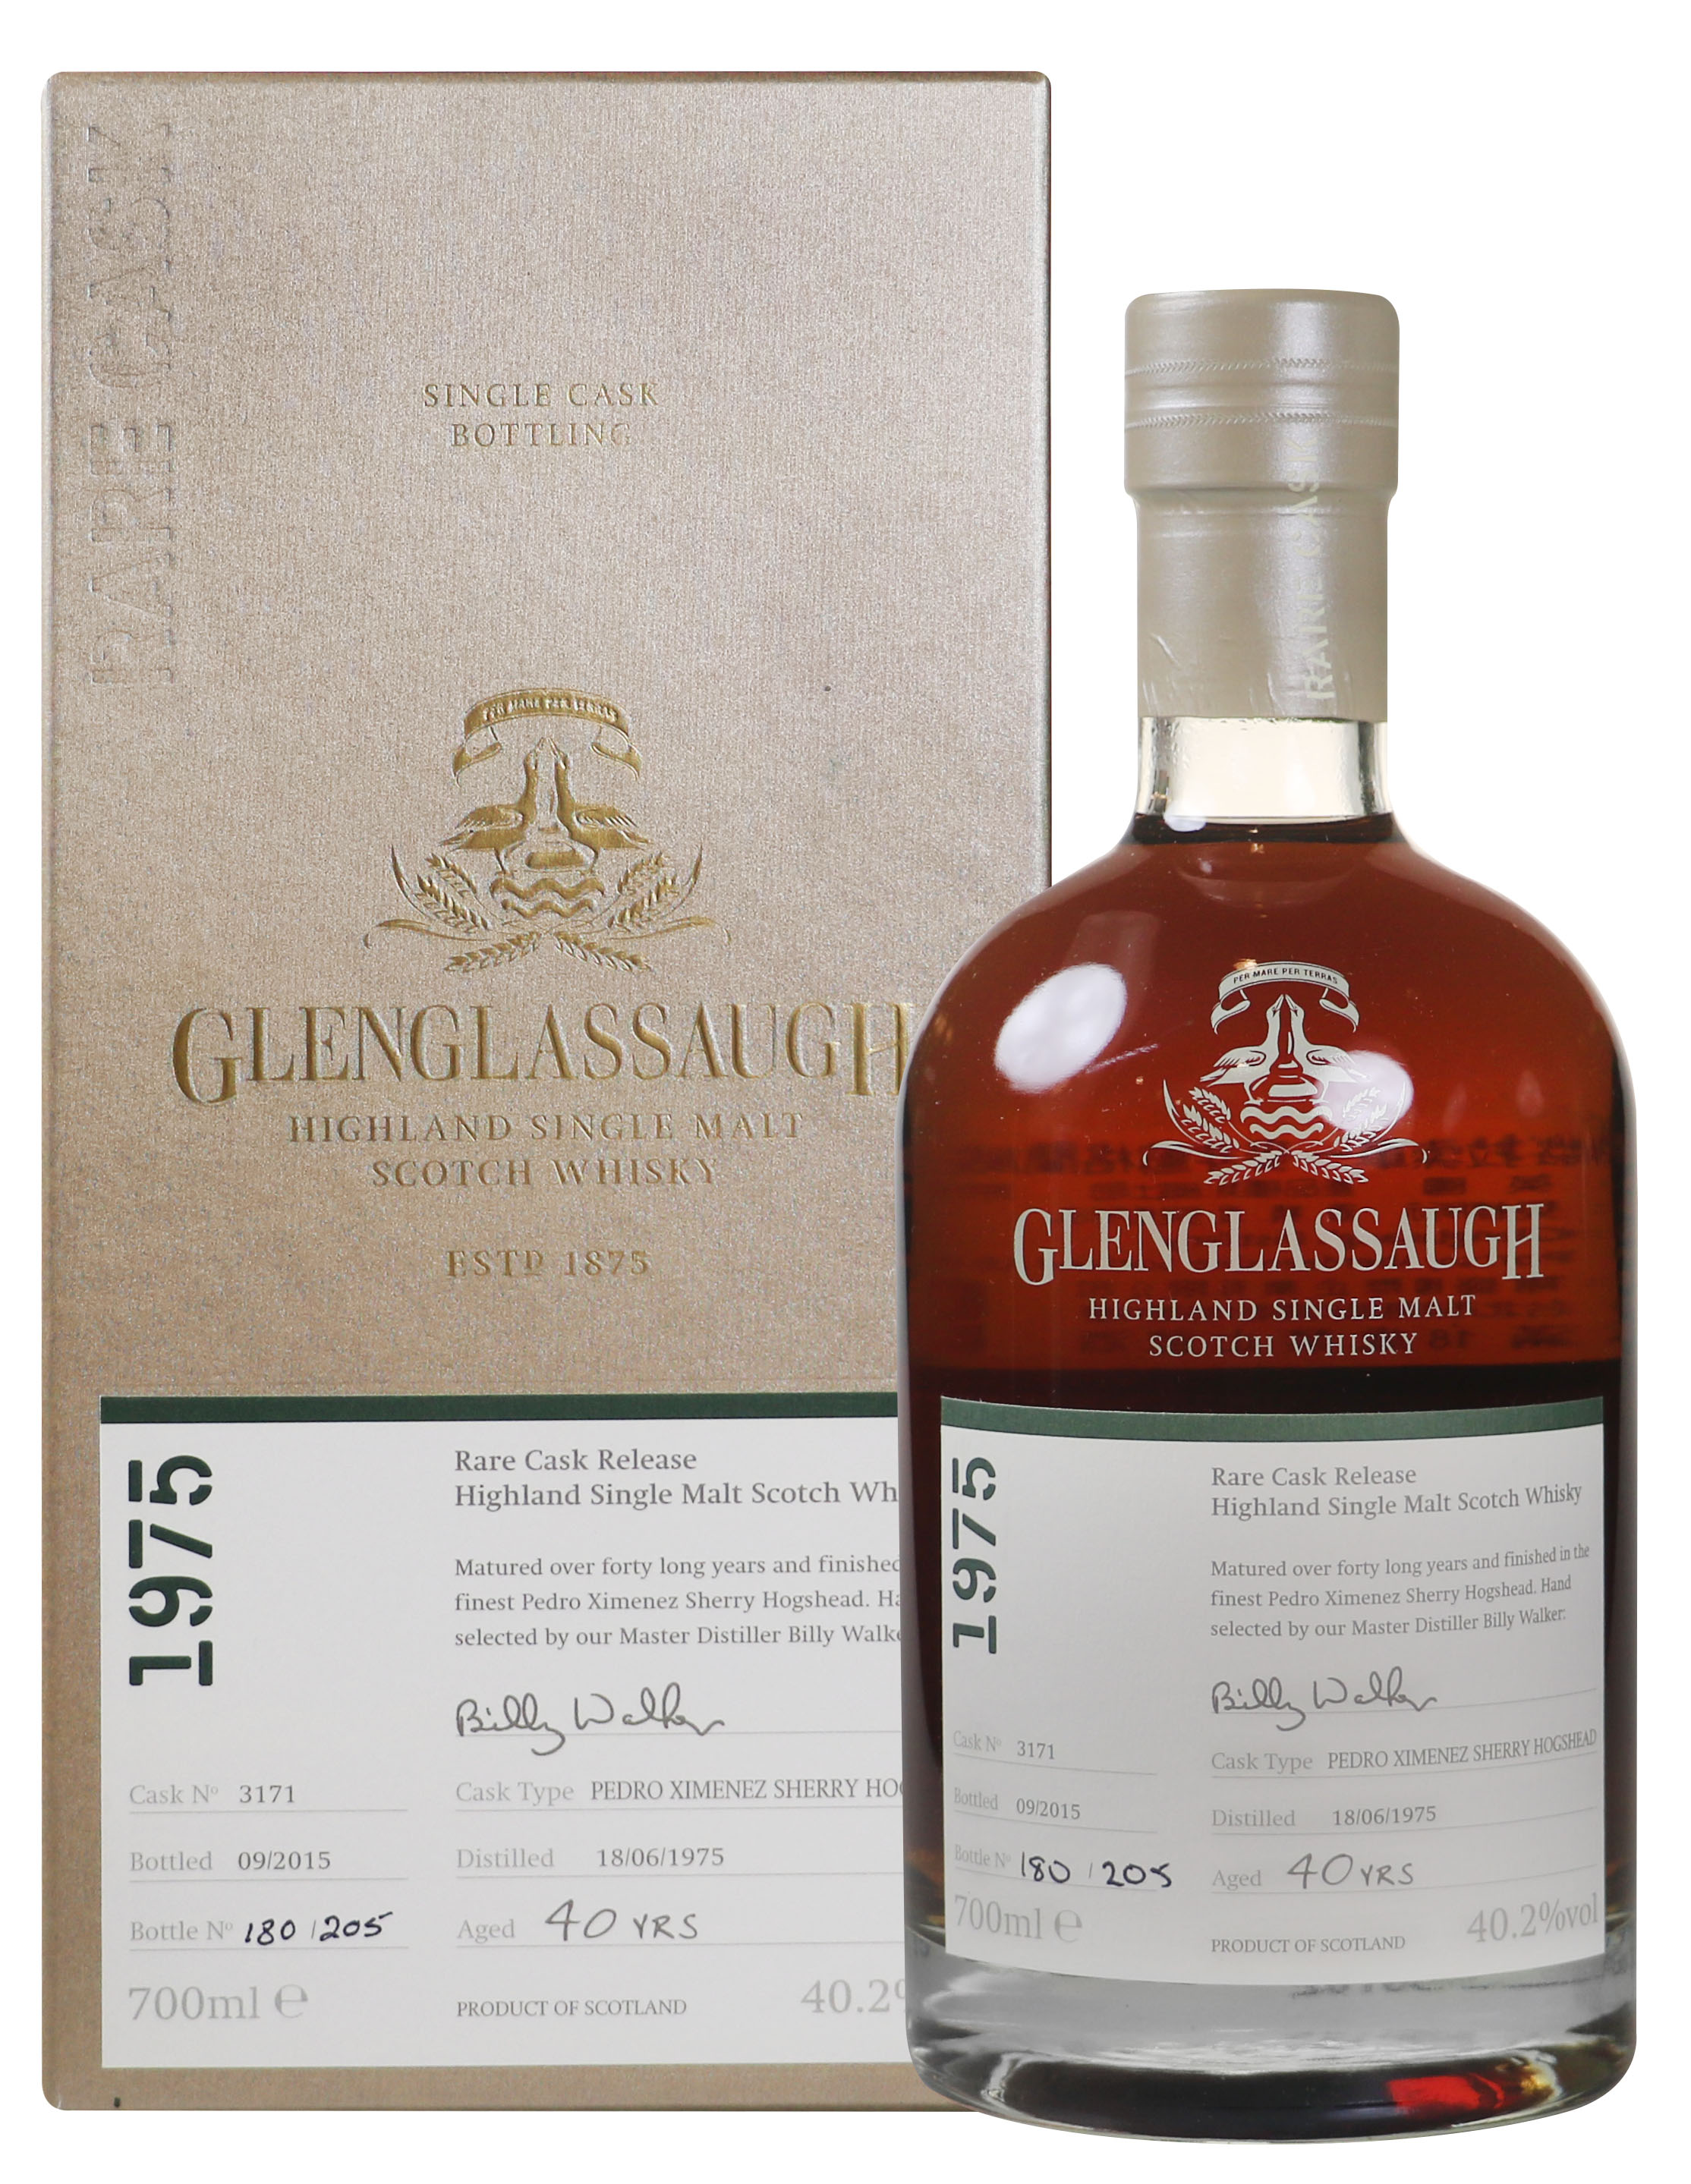 RARE CASK
SINGLE CASK
BOTTLING
PER MARE PER TERRAS
GLENGLASSAUGH
HIGHLAND SINGLE MALT
SCOTCH WHISKY
ESTD 1875
1975
Rare Cask Release
Highland Single Malt Scotch Wh
Matured over forty long years and finished
finest Pedro Ximenez Sherry Hogshead. Ha
selected by our Master Distiller Billy Walke
Billy Walker
Cask Nº 3171
Cask Type PEDRO XIMENEZ SHERRY HO
Bottled 09/2015
Distilled 18/06/1975
Bottle Nº 180 / 205
Aged 40 YRS
700ml e
PRODUCT OF SCOTLAND
40.2%
RARE CASK
PER MARE PER TERRAS
GLENGLASSAUGH
HIGHLAND SINGLE MALT
SCOTCH WHISKY
1975
Rare Cask Release
Highland Single Malt Scotch Whisky
Matured over forty long years and finished in the
finest Pedro Ximenez Sherry Hogshead. Hand
selected by our Master Distiller Billy Walker:
Billy Walker
Cask Nº 3171
Cask Type PEDRO XIMENEZ SHERRY HOGSHEAD
Bottled 09/2015
Distilled 18/06/1975
Bottle Nº 180 / 205
Aged 40 YRS
700ml e
PRODUCT OF SCOTLAND
40.2%vol